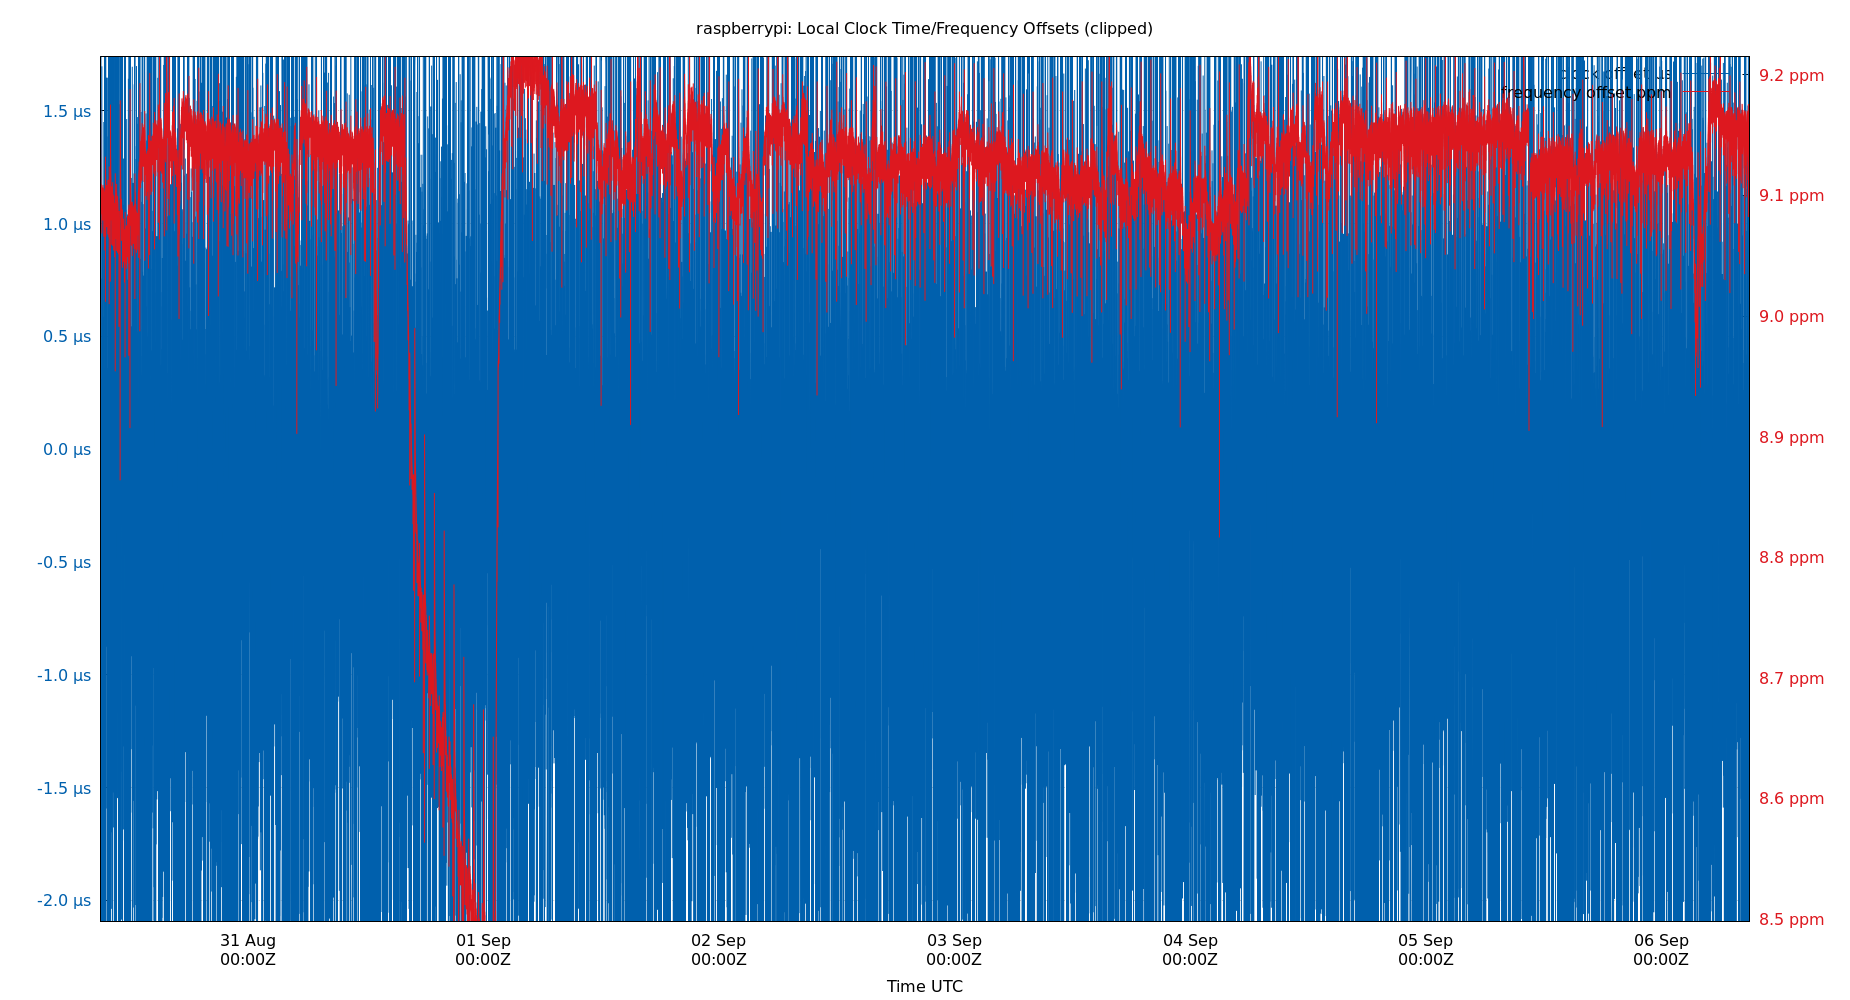 raspberrypi: Local Clock Time/Frequency Offsets (clipped)
clock offset µs
frequency offset ppm
1.5 µs
1.0 µs
0.5 µs
0.0 µs
-0.5 µs
-1.0 µs
-1.5 µs
-2.0 µs
9.2 ppm
9.1 ppm
9.0 ppm
8.9 ppm
8.8 ppm
8.7 ppm
8.6 ppm
8.5 ppm
31 Aug 01 Sep 02 Sep 03 Sep 04 Sep 05 Sep 06 Sep
00:00Z 00:00Z 00:00Z 00:00Z 00:00Z 00:00Z 00:00Z
Time UTC